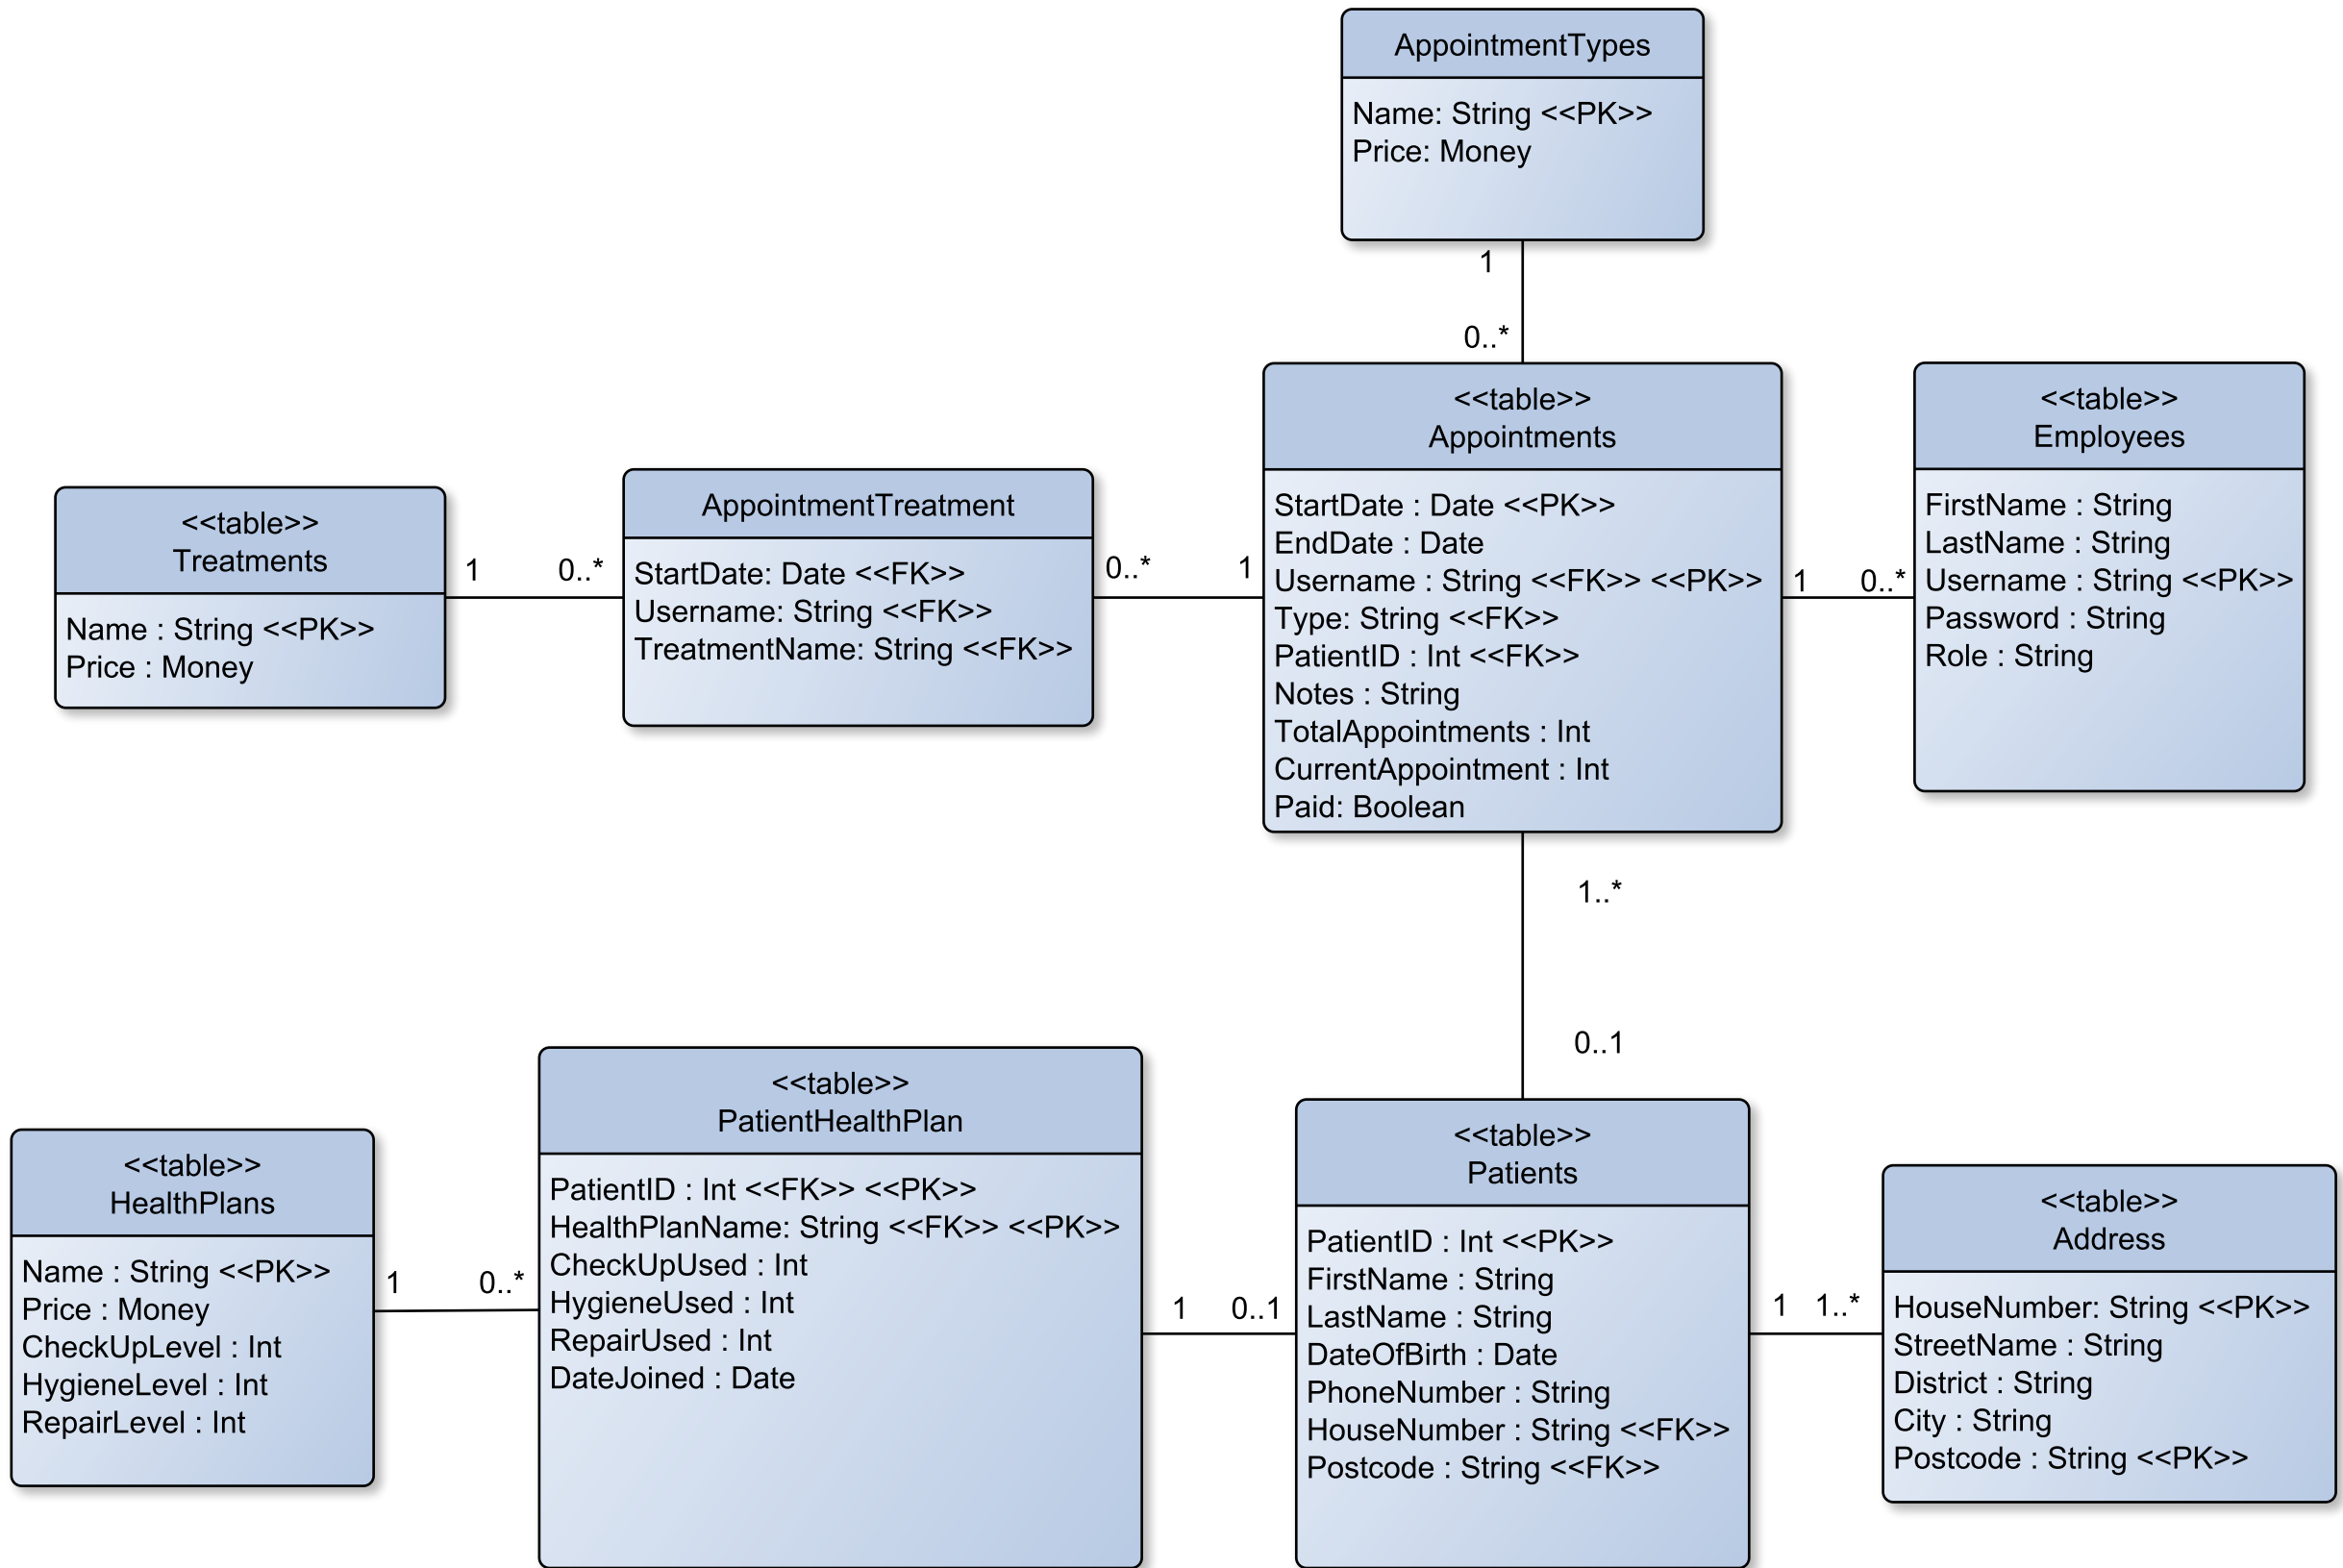 AppointmentTypes
Name: String <<PK>>
Price: Money
1
0..*
<<table>>
Appointments
StartDate : Date <<PK>>
EndDate : Date
Username : String <<FK>> <<PK>>
Type: String <<FK>>
PatientID : Int <<FK>>
Notes : String
TotalAppointments : Int
CurrentAppointment : Int
Paid: Boolean
<<table>>
Employees
FirstName : String
LastName : String
Username : String <<PK>>
Password : String
Role : String
1
0..*
<<table>>
Treatments
Name : String <<PK>>
Price : Money
1
0..*
AppointmentTreatment
StartDate: Date <<FK>>
Username: String <<FK>>
TreatmentName: String <<FK>>
0..*
1
1..*
0..1
<<table>>
HealthPlans
Name : String <<PK>>
Price : Money
CheckUpLevel : Int
HygieneLevel : Int
RepairLevel : Int
1
0..*
<<table>>
PatientHealthPlan
PatientID : Int <<FK>> <<PK>>
HealthPlanName: String <<FK>> <<PK>>
CheckUpUsed : Int
HygieneUsed : Int
RepairUsed : Int
DateJoined : Date
1
0..1
<<table>>
Patients
PatientID : Int <<PK>>
FirstName : String
LastName : String
DateOfBirth : Date
PhoneNumber : String
HouseNumber : String <<FK>>
Postcode : String <<FK>>
1
1..*
<<table>>
Address
HouseNumber: String <<PK>>
StreetName : String
District : String
City : String
Postcode : String <<PK>>